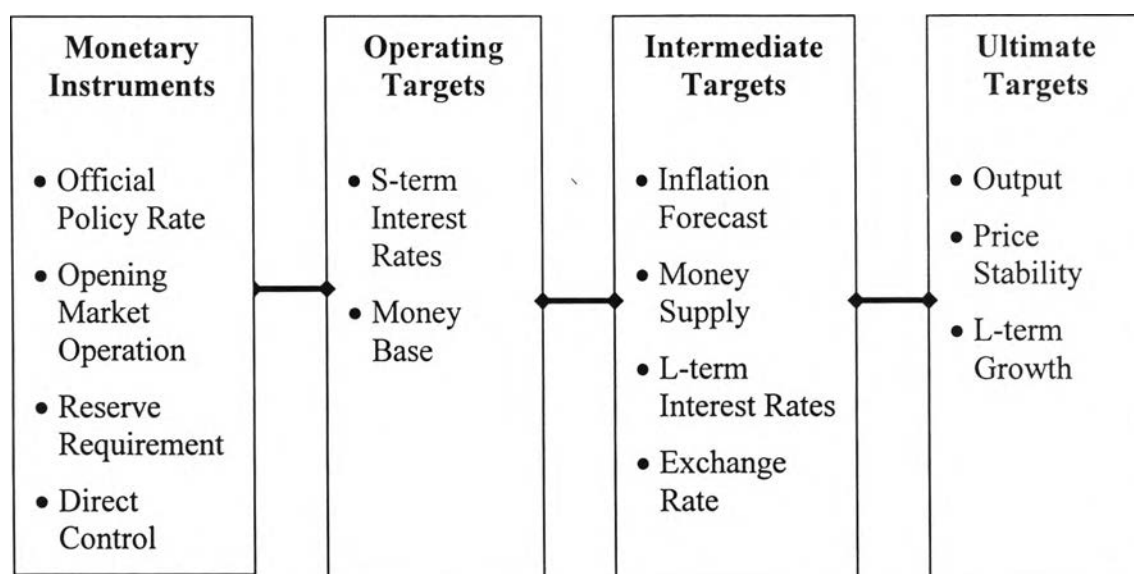 Monetary
Instruments
• Official
Policy Rate
• Opening
Market
Operation
• Reserve
Requirement
• Direct
Control
Operating
Targets
• S-term
Interest
Rates
• Money
Base
Intermediate
Targets
• Inflation
Forecast
• Money
Supply
• L-term
Interest Rates
• Exchange
Rate
Ultimate
Targets
• Output
• Price
Stability
• L-term
Growth